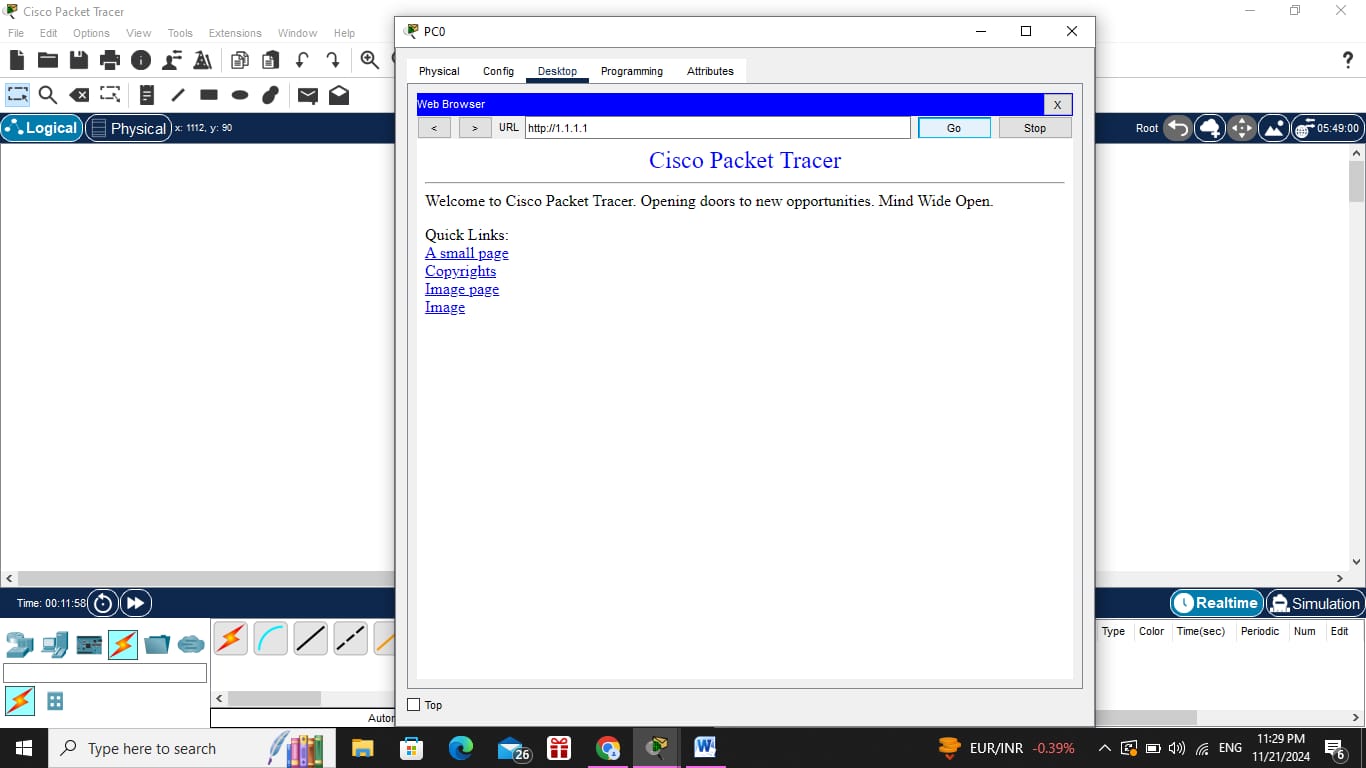 Cisco Packet Tracer
File Edit Options View Tools Extensions Window Help
PC0
Physical Config Desktop Programming Attributes
Web Browser X
< > URL http://1.1.1.1 Go Stop
Logical Physical x: 1112, y: 90
Root 05:49:00
Cisco Packet Tracer
Welcome to Cisco Packet Tracer. Opening doors to new opportunities. Mind Wide Open.
Quick Links:
A small page
Copyrights
Image page
Image
Time: 00:11:58
Realtime Simulation
Type Color Time(sec) Periodic Num Edit
Top
Type here to search
26
EUR/INR -0.39%
ENG
11:29 PM
11/21/2024
6